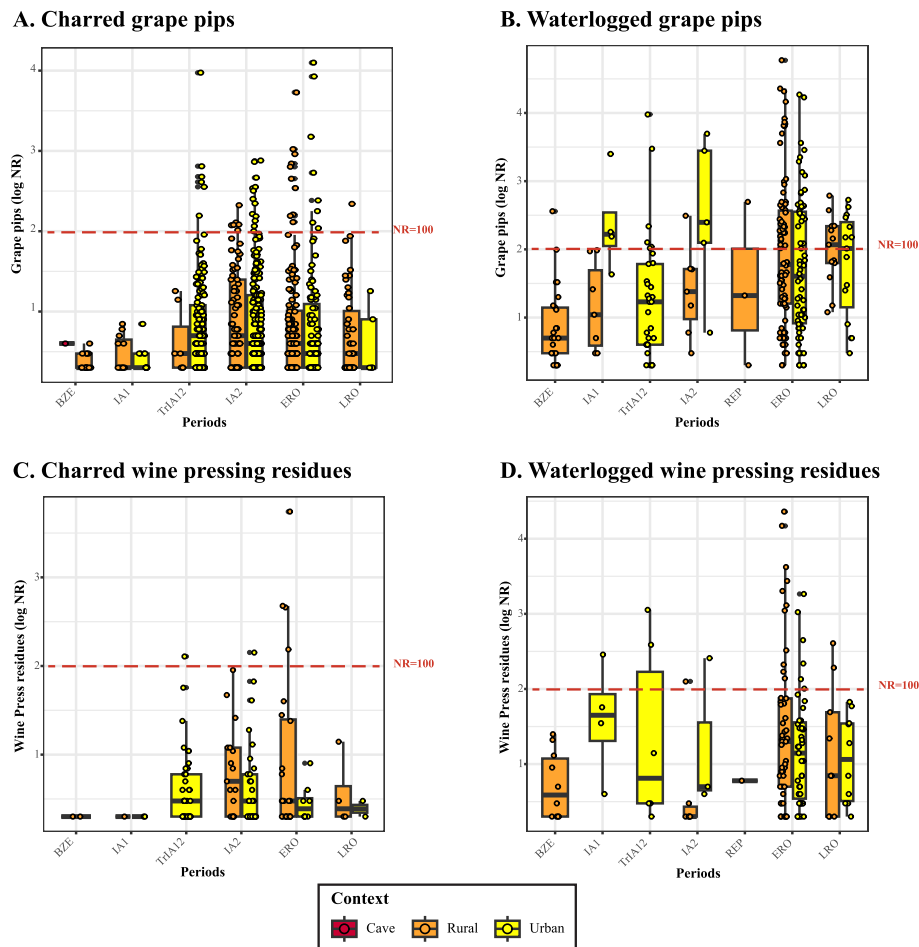 A. Charred grape pips
Grape pips (log NR)
4
3
2
1
NR=100
BZE
IA1
TrIA12
IA2
ERO
LRO
Periods
B. Waterlogged grape pips
Grape pips (log NR)
4
3
2
1
NR=100
BZE
IA1
TrIA12
IA2
REP
ERO
LRO
Periods
C. Charred wine pressing residues
Wine Press residues (log NR)
3
2
1
NR=100
BZE
IA1
TrIA12
IA2
ERO
LRO
Periods
D. Waterlogged wine pressing residues
Wine Press residues (log NR)
4
3
2
1
NR=100
BZE
IA1
TrIA12
IA2
REP
ERO
LRO
Periods
Context
Cave Rural Urban